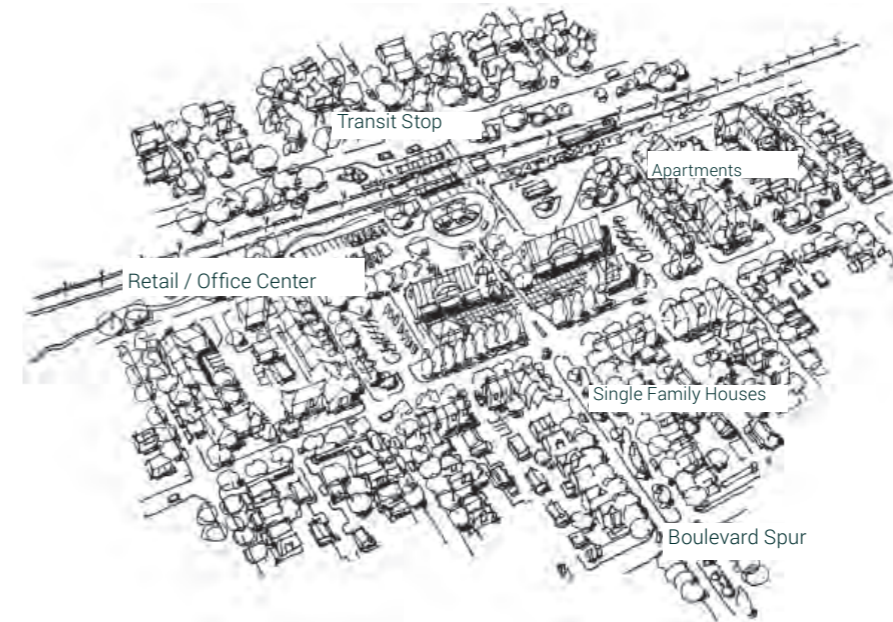 Transit Stop
Apartments
Retail / Office Center
Single Family Houses
Boulevard Spur